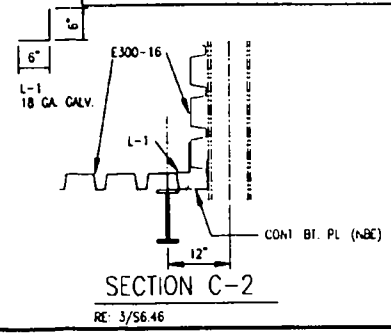 6"
6"
L-1
18 GA. GALV.
E300-16
L-1
CONT BT. PL (NBE)
12"
SECTION C-2
RE: 3/S6.46